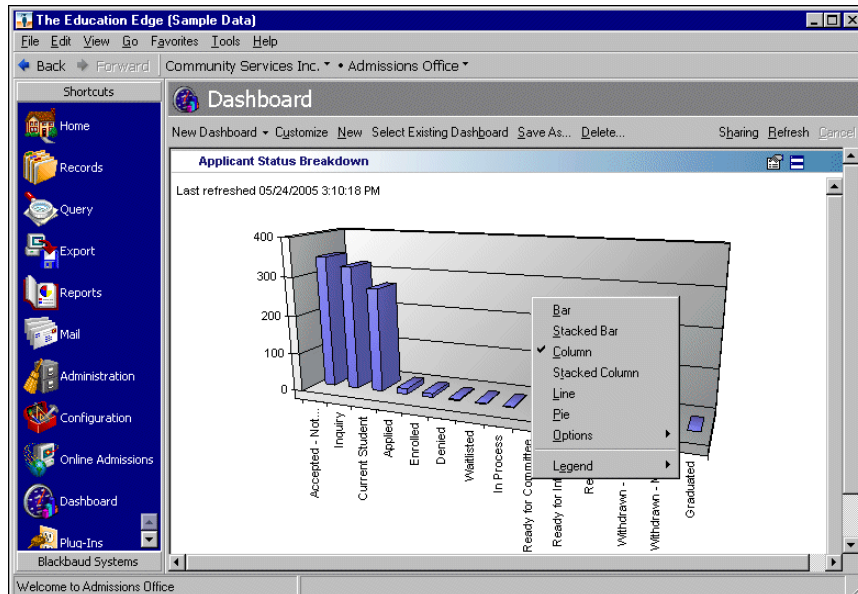 The Education Edge (Sample Data)
File Edit View Go Favorites Tools Help
Back Forward Community Services Inc. • Admissions Office
Shortcuts
Home
Records
Query
Export
Reports
Mail
Administration
Configuration
Online Admissions
Dashboard
Plug-Ins
Blackbaud Systems
Dashboard
New Dashboard Customize New Select Existing Dashboard Save As... Delete... Sharing Refresh Cancel
Applicant Status Breakdown
Last refreshed 05/24/2005 3:10:18 PM
400
300
200
100
0
Accepted - Not...
Inquiry
Current Student
Applied
Enrolled
Denied
Waitlisted
In Process
Ready for Committee
Ready for Int
Re
Withdrawn -
Withdrawn -
Graduated
Bar
Stacked Bar
Column
Stacked Column
Line
Pie
Options
Legend
Welcome to Admissions Office